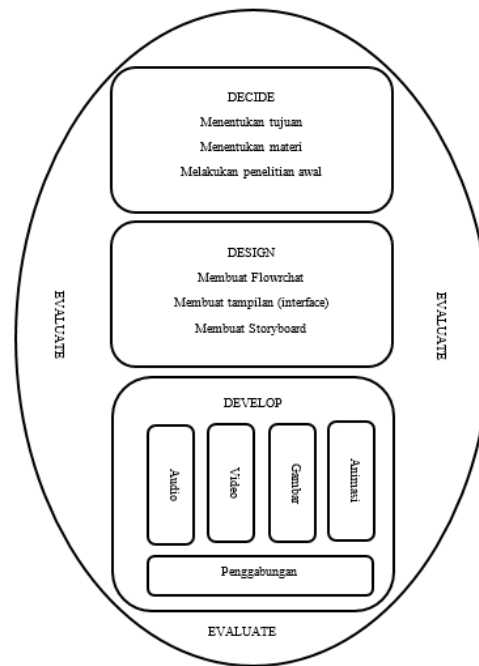 DECIDE
Menentukan tujuan
Menentukan materi
Melakukan penelitian awal
DESIGN
Membuat Flowrchat
Membuat tampilan (interface)
Membuat Storyboard
EVALUATE
EVALUATE
DEVELOP
Audio
Video
Gambar
Animasi
Penggabungan
EVALUATE